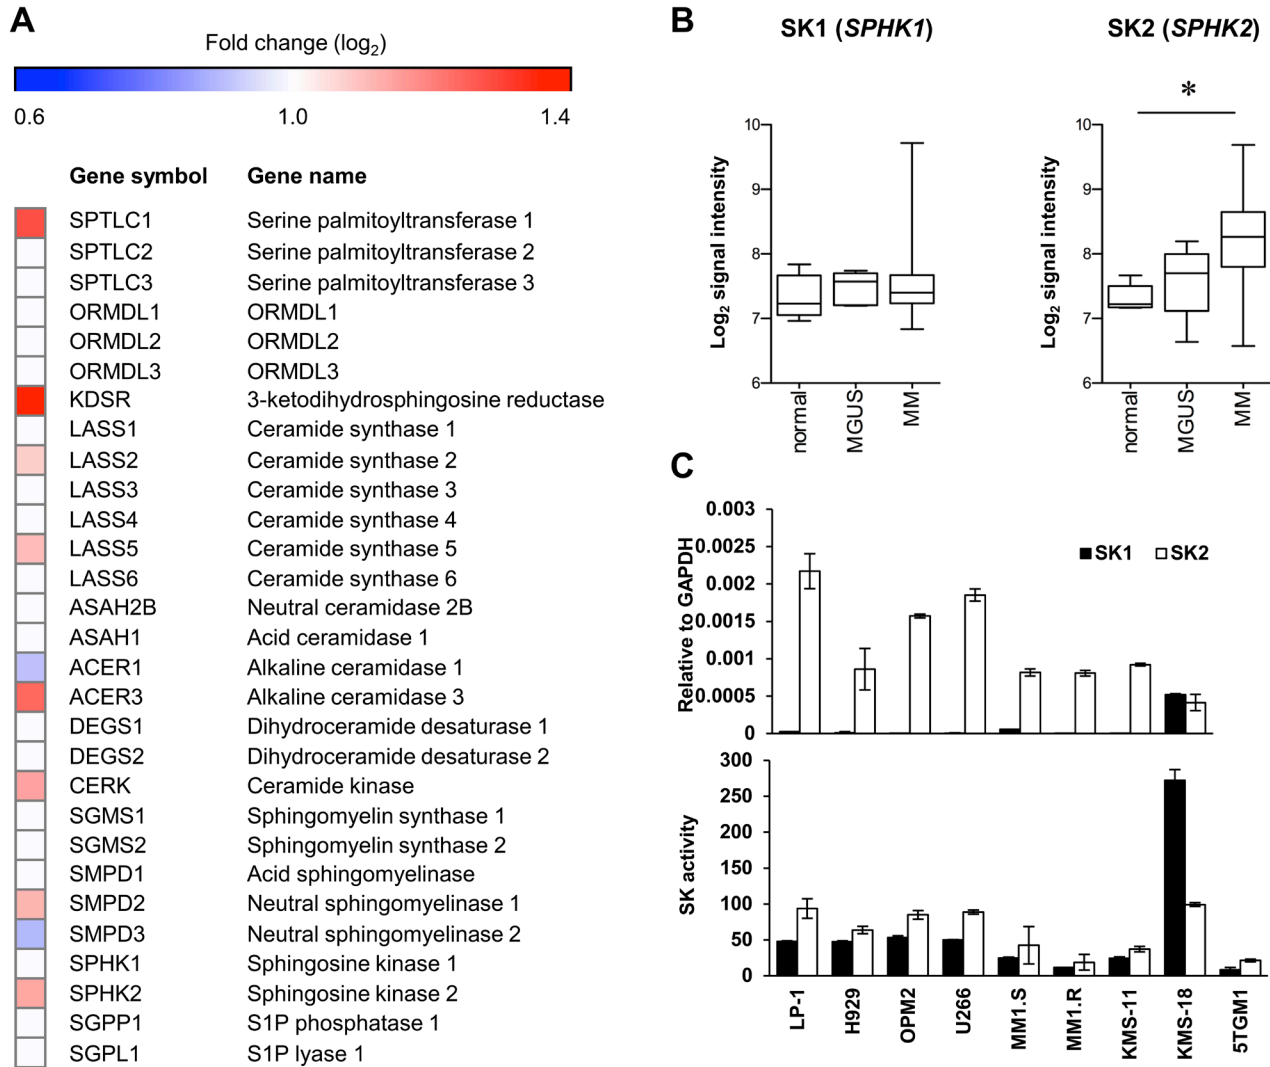 A
Fold change (log2)
0.6 1.0 1.4
Gene symbol Gene name
SPTLC1 Serine palmitoyltransferase 1
SPTLC2 Serine palmitoyltransferase 2
SPTLC3 Serine palmitoyltransferase 3
ORMDL1 ORMDL1
ORMDL2 ORMDL2
ORMDL3 ORMDL3
KDSR 3-ketodihydrosphingosine reductase
LASS1 Ceramide synthase 1
LASS2 Ceramide synthase 2
LASS3 Ceramide synthase 3
LASS4 Ceramide synthase 4
LASS5 Ceramide synthase 5
LASS6 Ceramide synthase 6
ASAH2B Neutral ceramidase 2B
ASAH1 Acid ceramidase 1
ACER1 Alkaline ceramidase 1
ACER3 Alkaline ceramidase 3
DEGS1 Dihydroceramide desaturase 1
DEGS2 Dihydroceramide desaturase 2
CERK Ceramide kinase
SGMS1 Sphingomyelin synthase 1
SGMS2 Sphingomyelin synthase 2
SMPD1 Acid sphingomyelinase
SMPD2 Neutral sphingomyelinase 1
SMPD3 Neutral sphingomyelinase 2
SPHK1 Sphingosine kinase 1
SPHK2 Sphingosine kinase 2
SGPP1 S1P phosphatase 1
SGPL1 S1P lyase 1
B
SK1 (SPHK1)
Log2 signal intensity
10
9
8
7
6
normal MGUS MM
SK2 (SPHK2)
*
Log2 signal intensity
10
9
8
7
6
normal MGUS MM
C
Relative to GAPDH
0.003
0.0025
0.002
0.0015
0.001
0.0005
0
SK1 SK2
SK activity
300
250
200
150
100
50
0
LP-1 H929 OPM2 U266 MM1.S MM1.R KMS-11 KMS-18 5TGM1